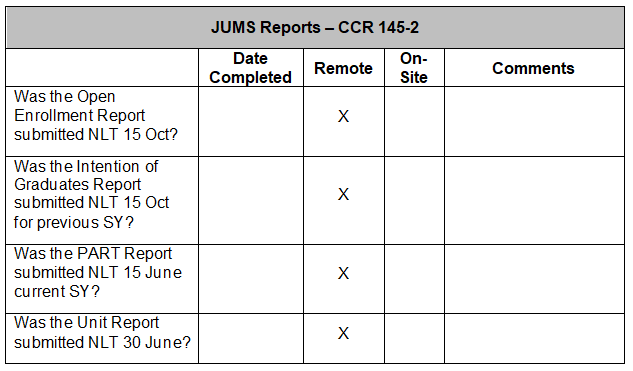 JUMS Reports – CCR 145-2
Date Completed Remote On-Site Comments
Was the Open
Enrollment Report
submitted NLT 15 Oct?
X
Was the Intention of
Graduates Report
submitted NLT 15 Oct
for previous SY?
X
Was the PART Report
submitted NLT 15 June
current SY?
X
Was the Unit Report
submitted NLT 30 June?
X